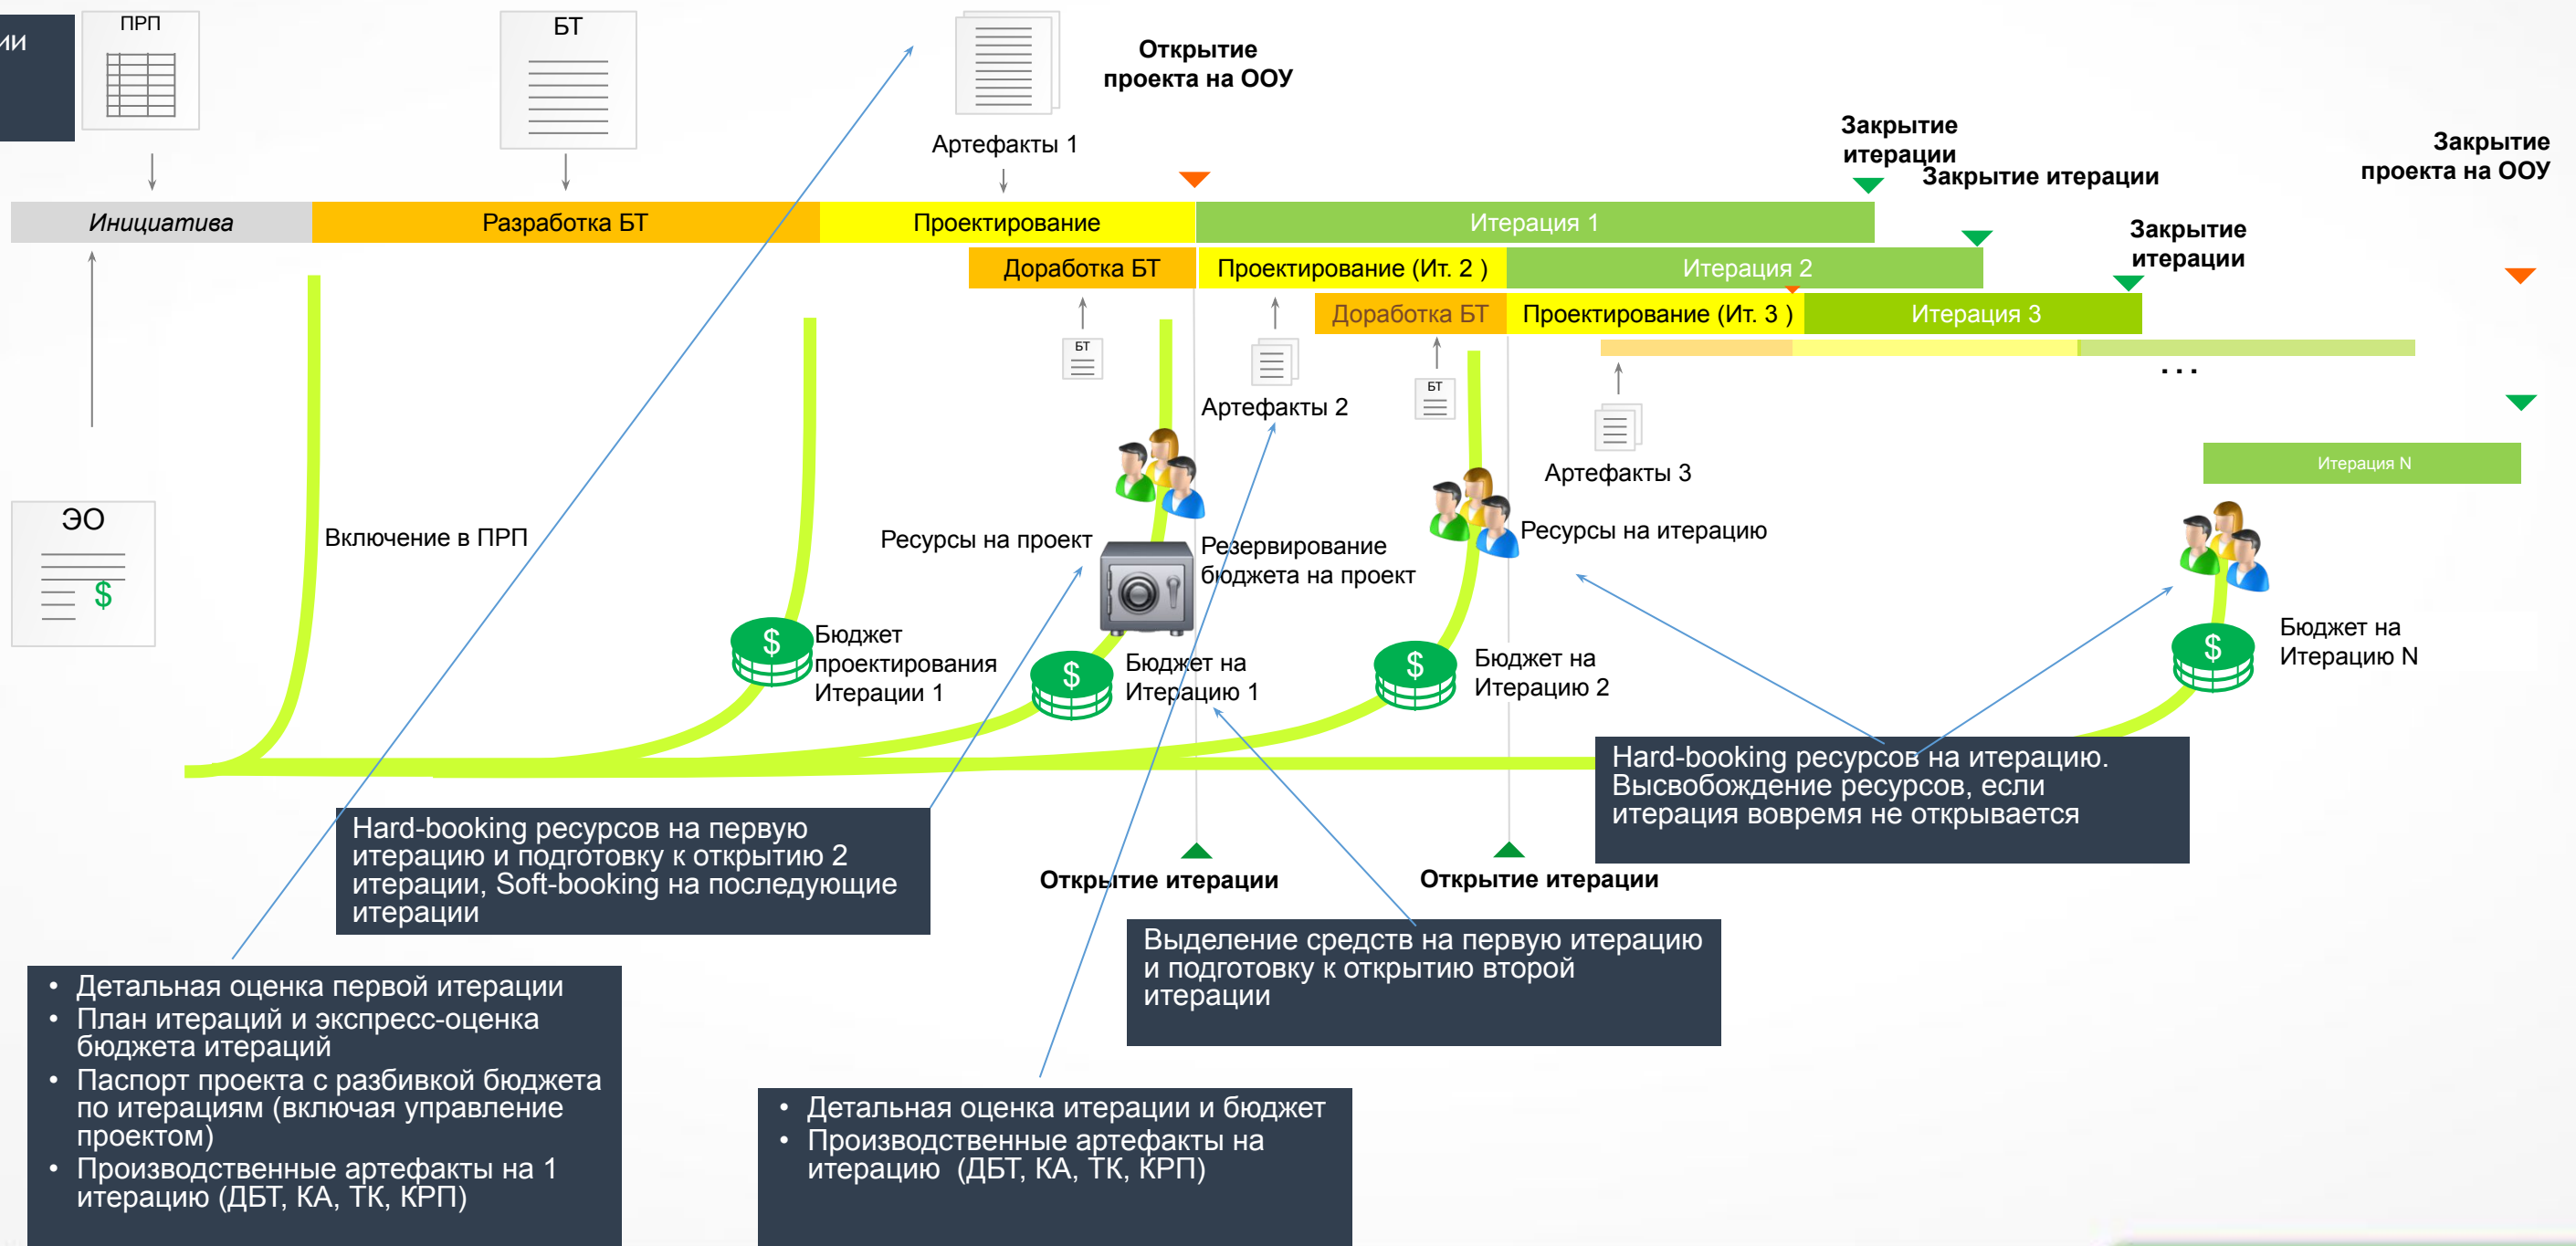 ПРП
БТ
Открытие
проекта на ООУ
Артефакты 1
Закрытие
итерации
Закрытие итерации
Закрытие
проекта на ООУ
Инициатива
Разработка БТ
Проектирование
Итерация 1
Закрытие
итерации
Доработка БТ
Проектирование (Ит. 2 )
Итерация 2
Доработка БТ
Проектирование (Ит. 3 )
Итерация 3
БТ
...
БТ
Артефакты 2
Артефакты 3
Итерация N
ЭО
$
Включение в ПРП
Ресурсы на проект
Резервирование
бюджета на проект
Ресурсы на итерацию
$
Бюджет
проектирования
Итерации 1
$
Бюджет на
Итерацию 1
$
Бюджет на
Итерацию 2
$
Бюджет на
Итерацию N
Hard-booking ресурсов на итерацию.
Высвобождение ресурсов, если
итерация вовремя не открывается
Hard-booking ресурсов на первую
итерацию и подготовку к открытию 2
итерации, Soft-booking на последующие
итерации
Открытие итерации
Открытие итерации
Выделение средств на первую итерацию
и подготовку к открытию второй
итерации
• Детальная оценка первой итерации
• План итераций и экспресс-оценка
бюджета итераций
• Паспорт проекта с разбивкой бюджета
по итерациям (включая управление
проектом)
• Производственные артефакты на 1
итерацию (ДБТ, КА, ТК, КРП)
• Детальная оценка итерации и бюджет
• Производственные артефакты на
итерацию (ДБТ, КА, ТК, КРП)